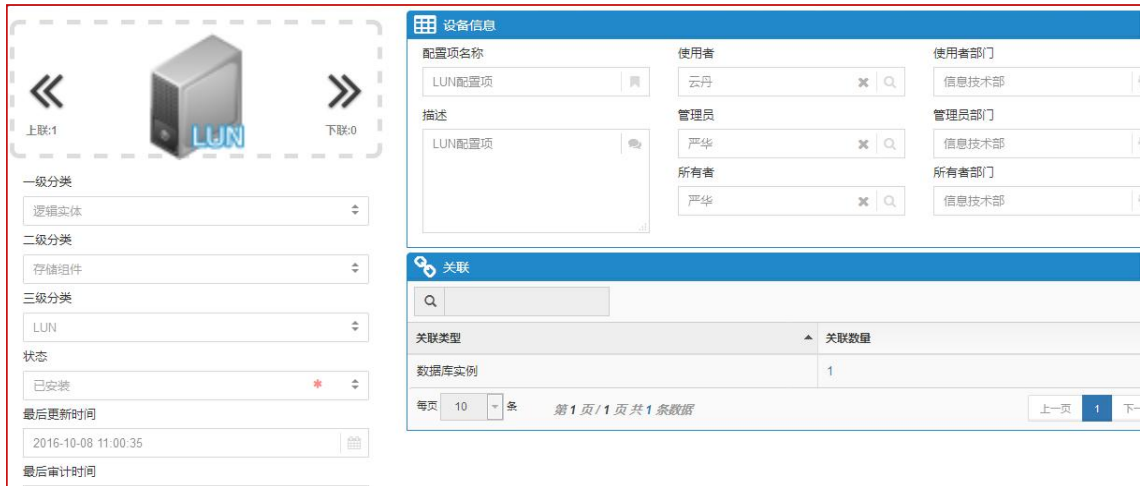 LUN
上联:1
下联:0
一级分类
逻辑实体
二级分类
存储组件
三级分类
LUN
状态
已安装 *
最后更新时间
2016-10-08 11:00:35
最后审计时间
设备信息
配置项名称 使用者 使用者部门
LUN配置项 云丹 信息技术部
描述 管理员 管理员部门
LUN配置项 严华 信息技术部
所有者 所有者部门
严华 信息技术部
关联
关联类型 关联数量
数据库实例 1
每页 10 条 第 1 页 / 1 页 共 1 条数据 上一页 1 下一